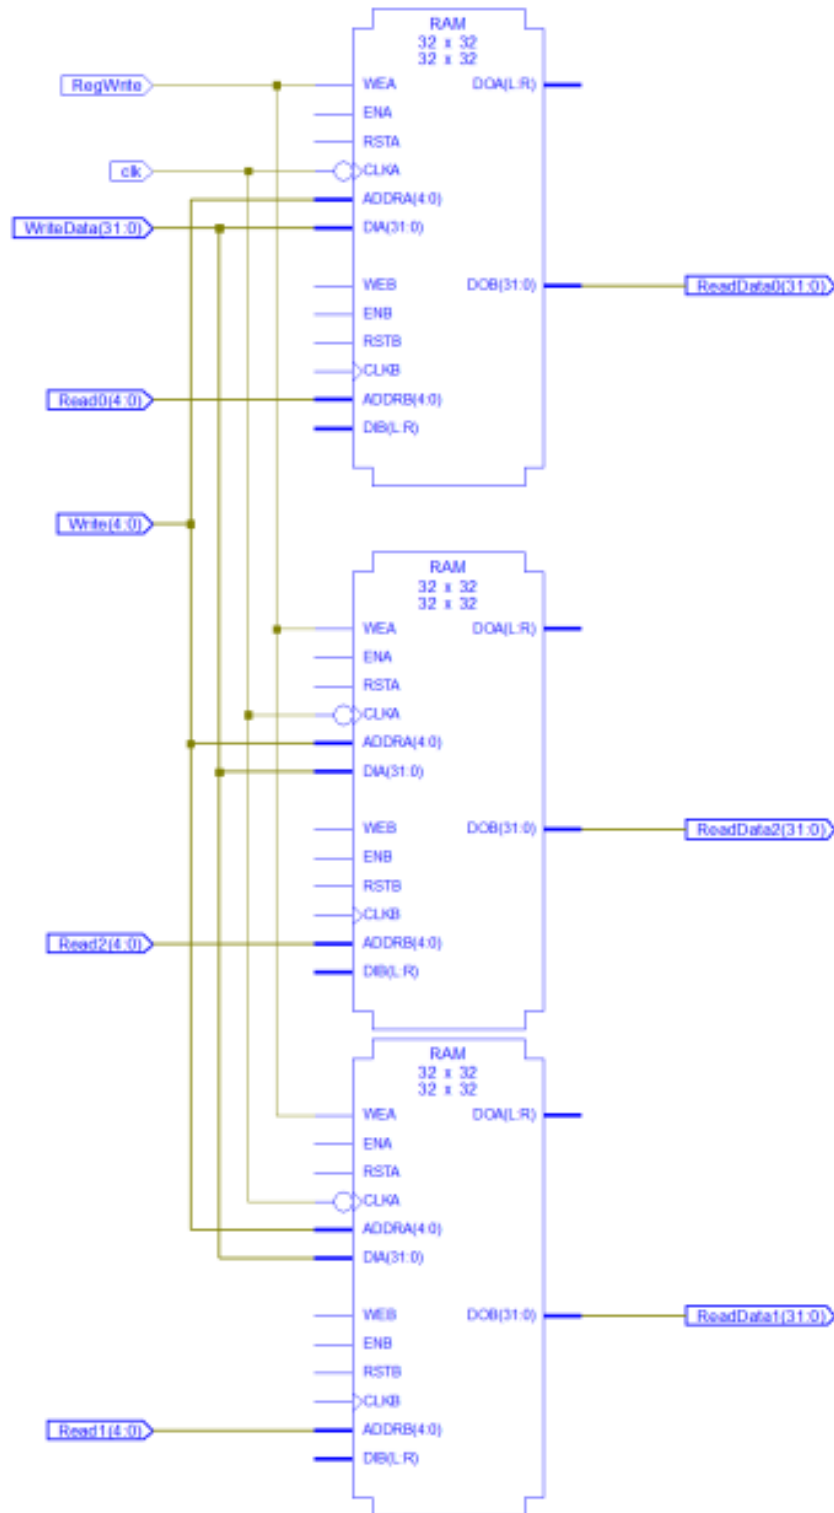 RAM
32 x 32
32 x 32
RegWrite
WEA
DOA(L:R)
ENA
RSTA
clk
CLKA
ADDRA(4:0)
WriteData(31:0)
DIA(31:0)
WEB
DOB(31:0)
ReadData0(31:0)
ENB
RSTB
CLKB
Read0(4:0)
ADDRB(4:0)
DIB(L:R)
Write(4:0)
RAM
32 x 32
32 x 32
WEA
DOA(L:R)
ENA
RSTA
CLKA
ADDRA(4:0)
DIA(31:0)
WEB
DOB(31:0)
ReadData2(31:0)
ENB
RSTB
CLKB
Read2(4:0)
ADDRB(4:0)
DIB(L:R)
RAM
32 x 32
32 x 32
WEA
DOA(L:R)
ENA
RSTA
CLKA
ADDRA(4:0)
DIA(31:0)
WEB
DOB(31:0)
ReadData1(31:0)
ENB
RSTB
CLKB
Read1(4:0)
ADDRB(4:0)
DIB(L:R)